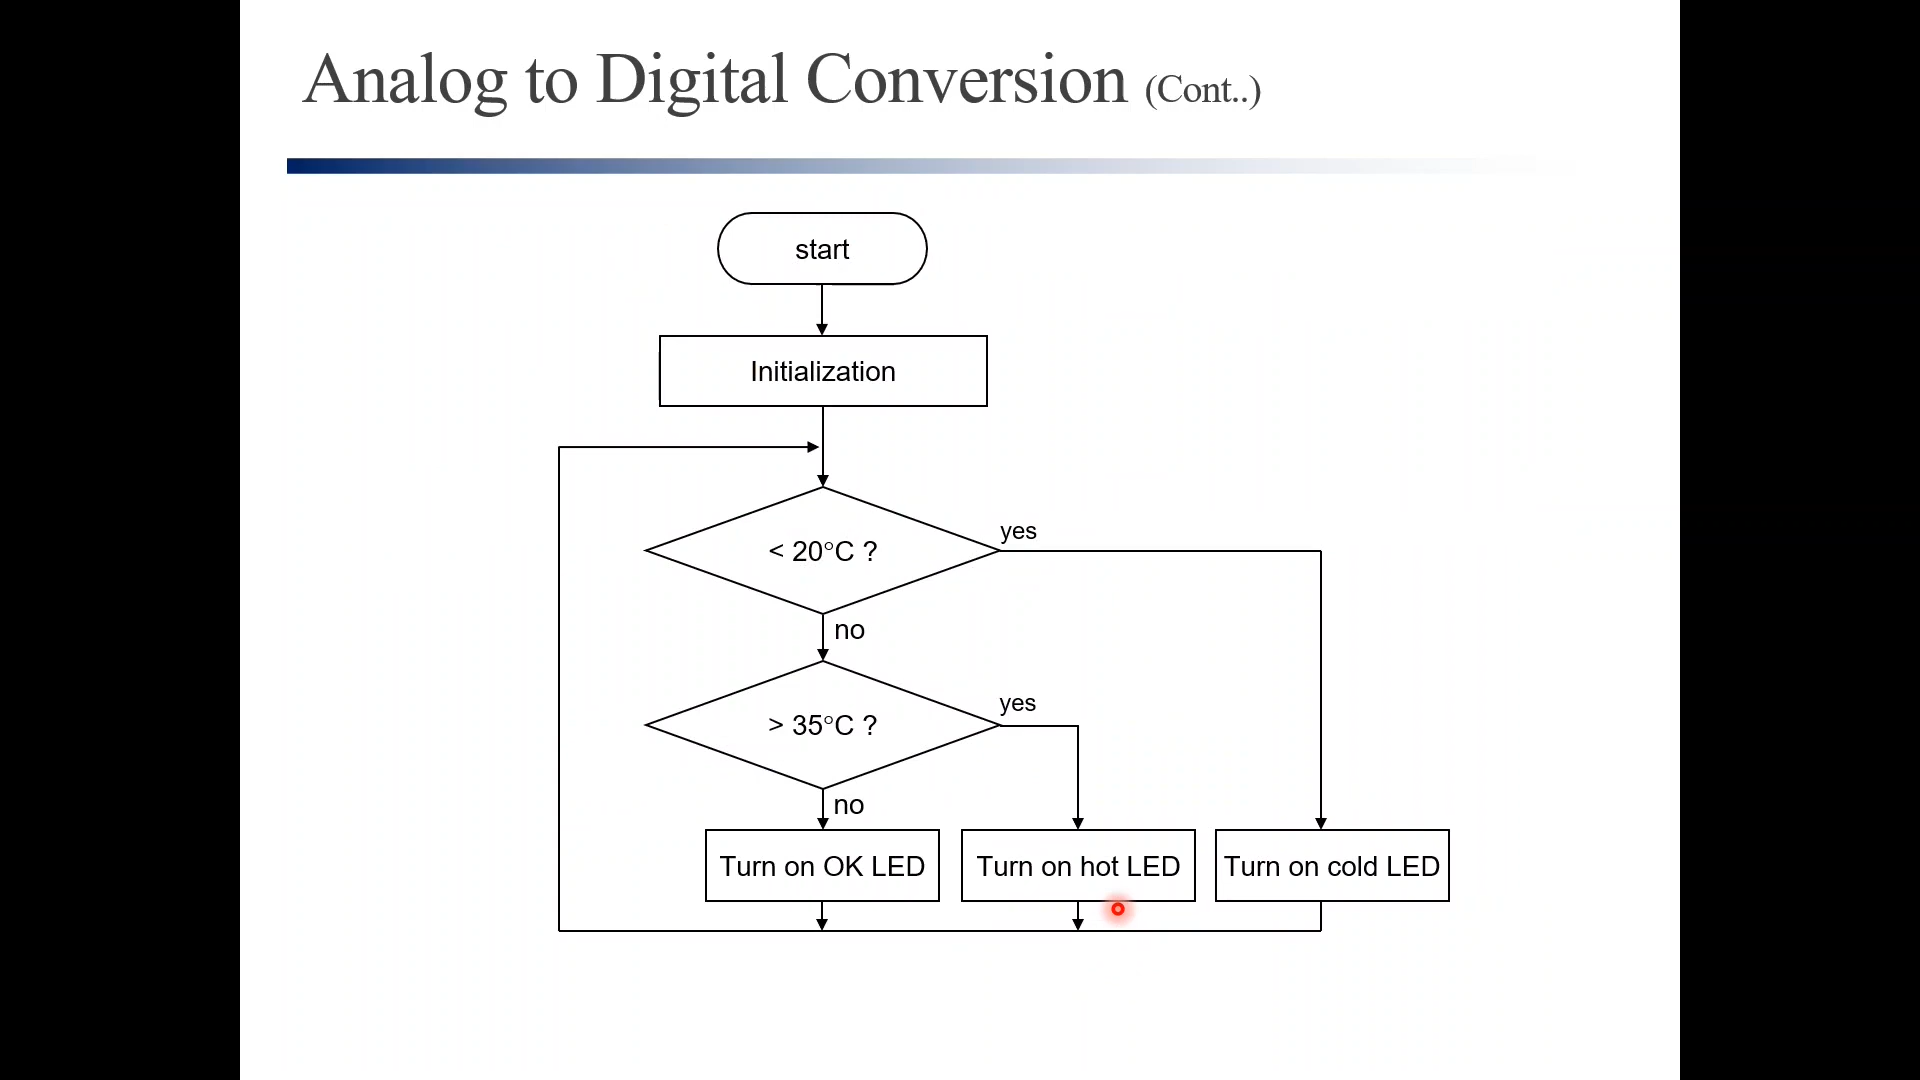 Analog to Digital Conversion (Cont..)
start
Initialization
< 20°C ?
yes
no
> 35°C ?
yes
no
Turn on OK LED
Turn on hot LED
Turn on cold LED